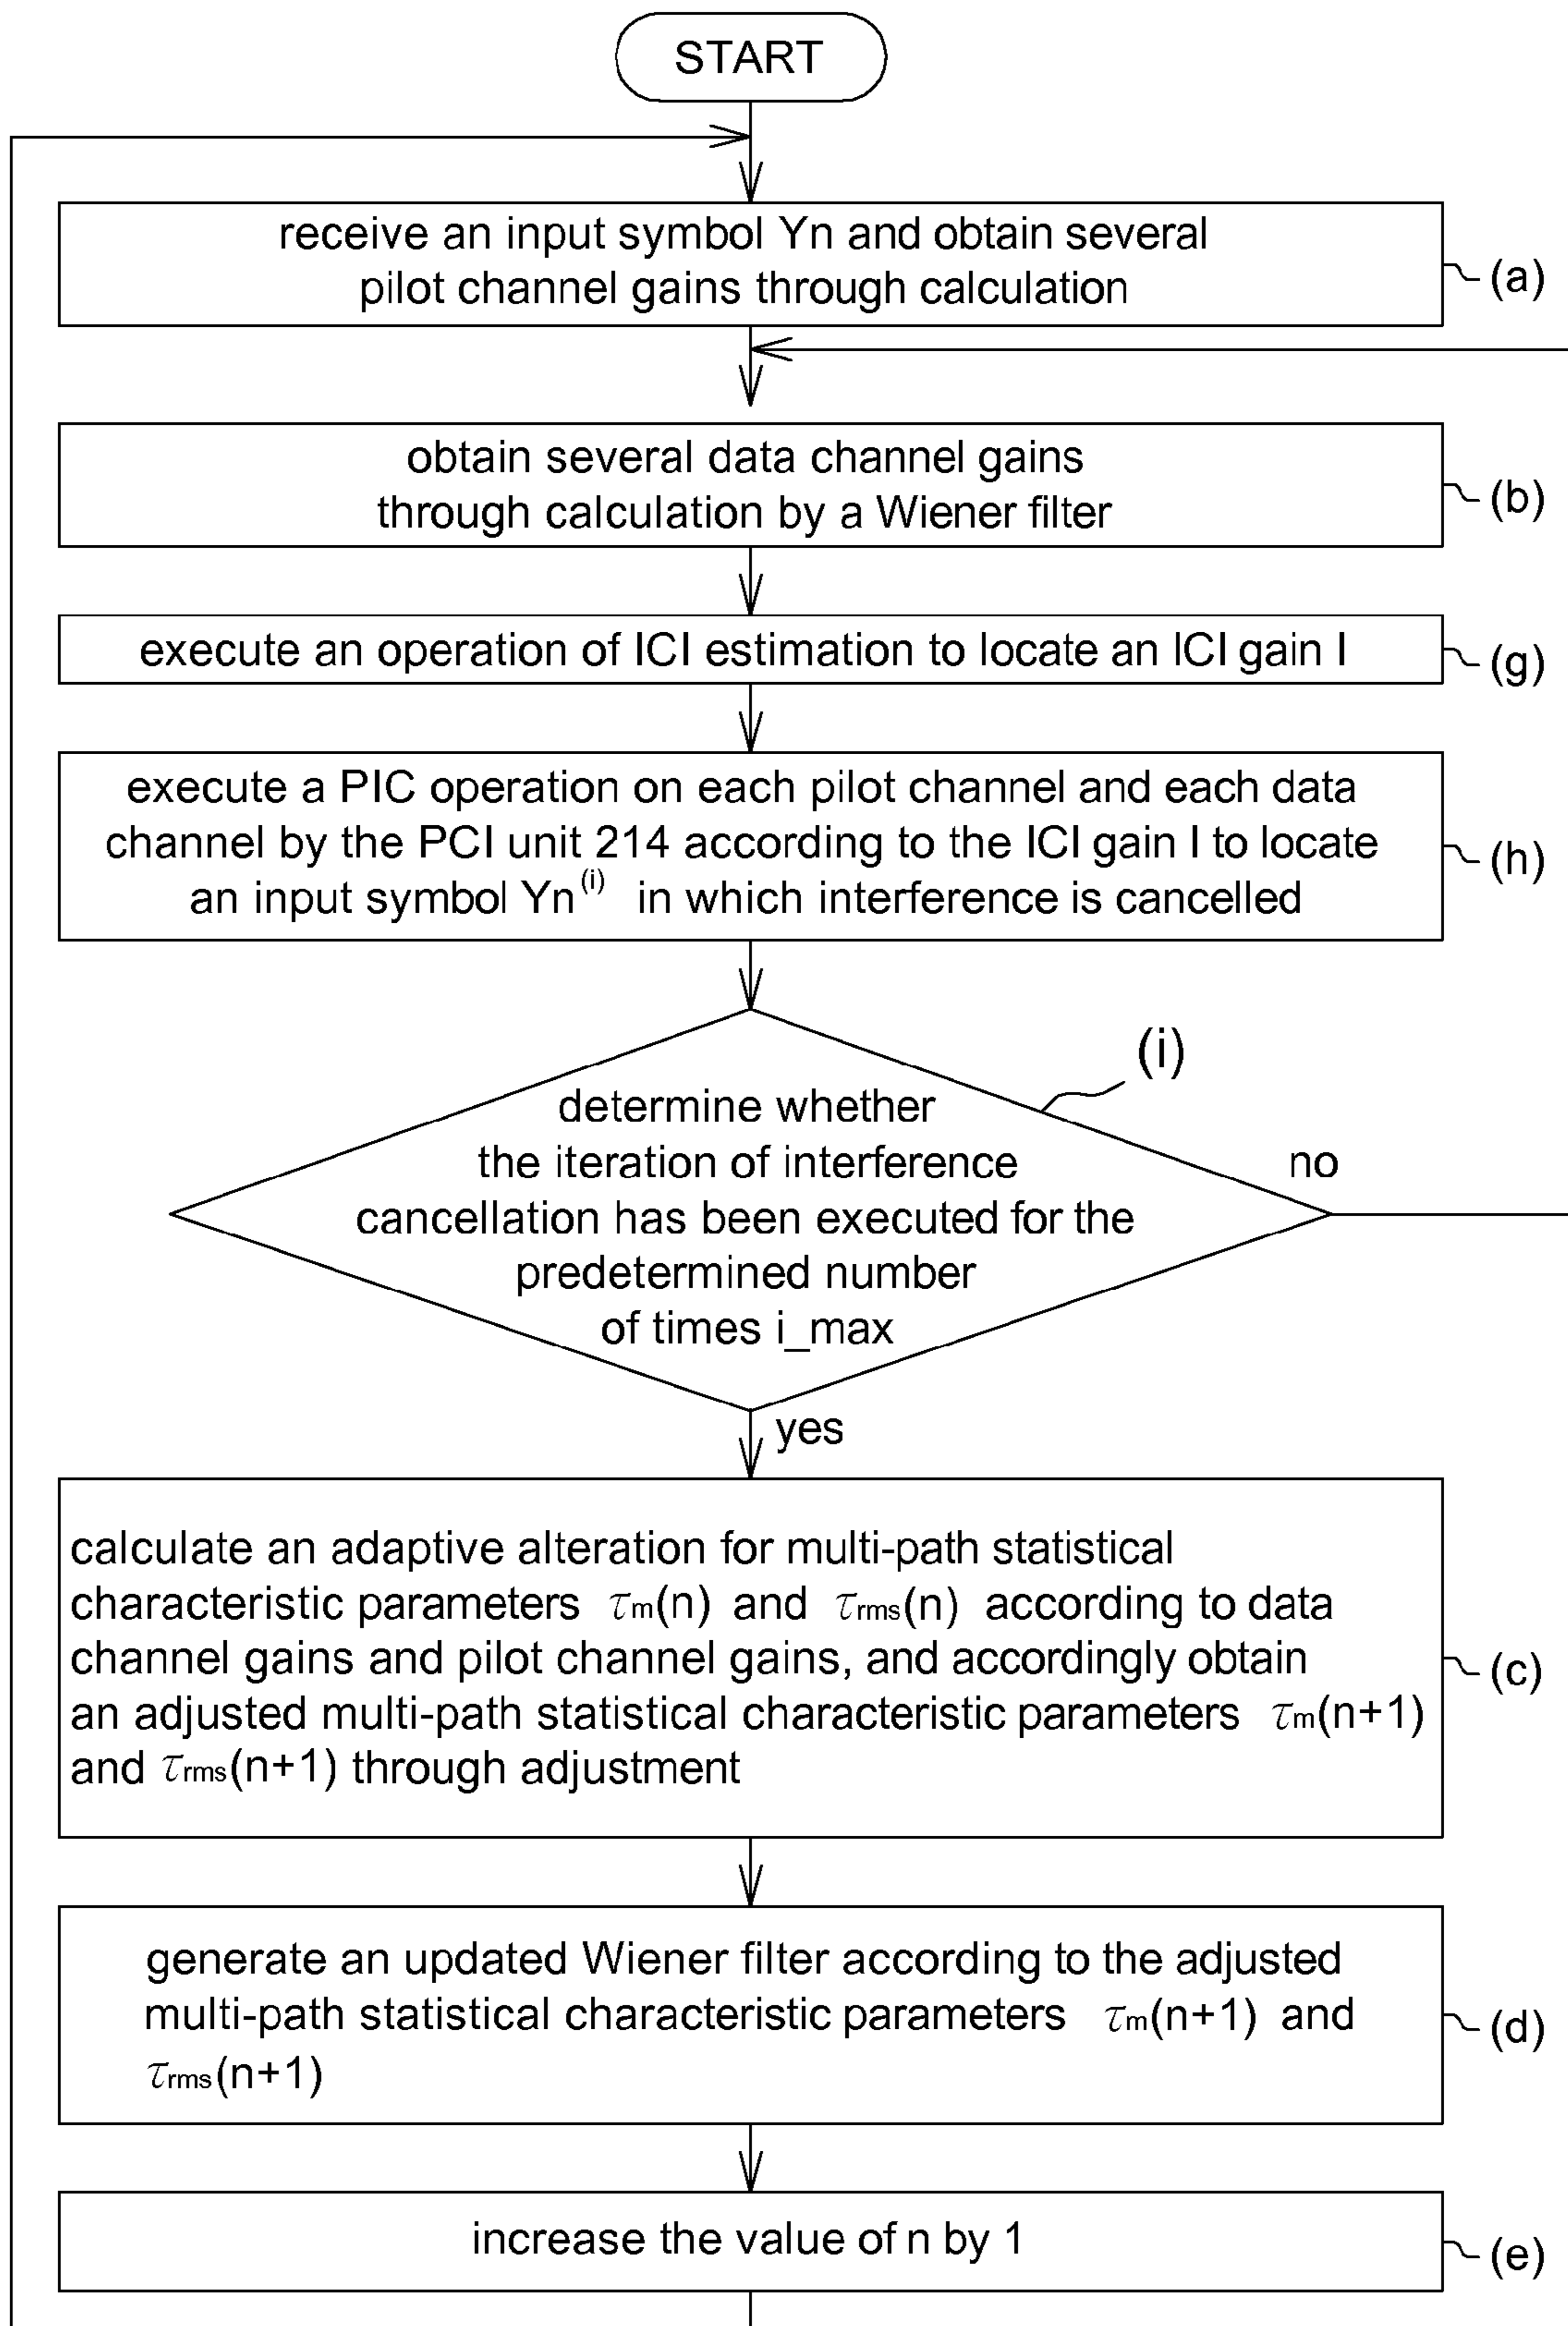 START
receive an input symbol Yn and obtain several
pilot channel gains through calculation
(a)
obtain several data channel gains
through calculation by a Wiener filter
(b)
execute an operation of ICI estimation to locate an ICI gain I
(g)
execute a PIC operation on each pilot channel and each data
channel by the PCI unit 214 according to the ICI gain I to locate
an input symbol Yn(i) in which interference is cancelled
(h)
(i)
determine whether
the iteration of interference
cancellation has been executed for the
predetermined number
of times i_max
no
yes
calculate an adaptive alteration for multi-path statistical
characteristic parameters τm(n) and τrms(n) according to data
channel gains and pilot channel gains, and accordingly obtain
an adjusted multi-path statistical characteristic parameters τm(n+1)
and τrms(n+1) through adjustment
(c)
generate an updated Wiener filter according to the adjusted
multi-path statistical characteristic parameters τm(n+1) and
τrms(n+1)
(d)
increase the value of n by 1
(e)